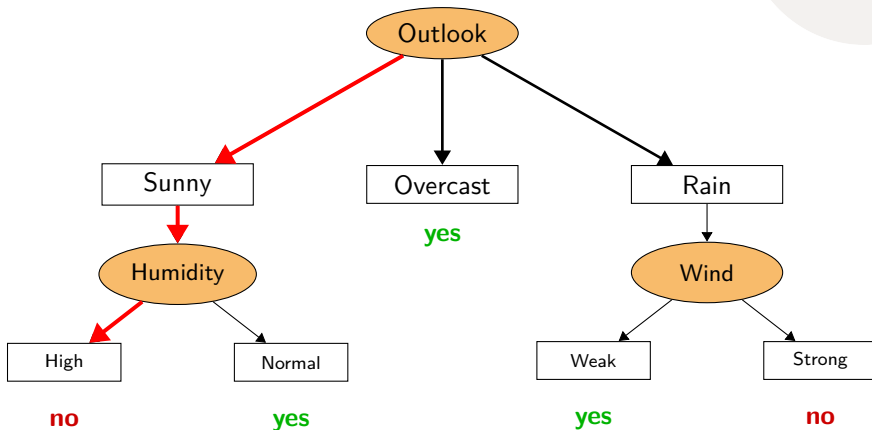 Outlook
Sunny
Overcast
Rain
yes
Humidity
Wind
High
Normal
Weak
Strong
no
yes
yes
no